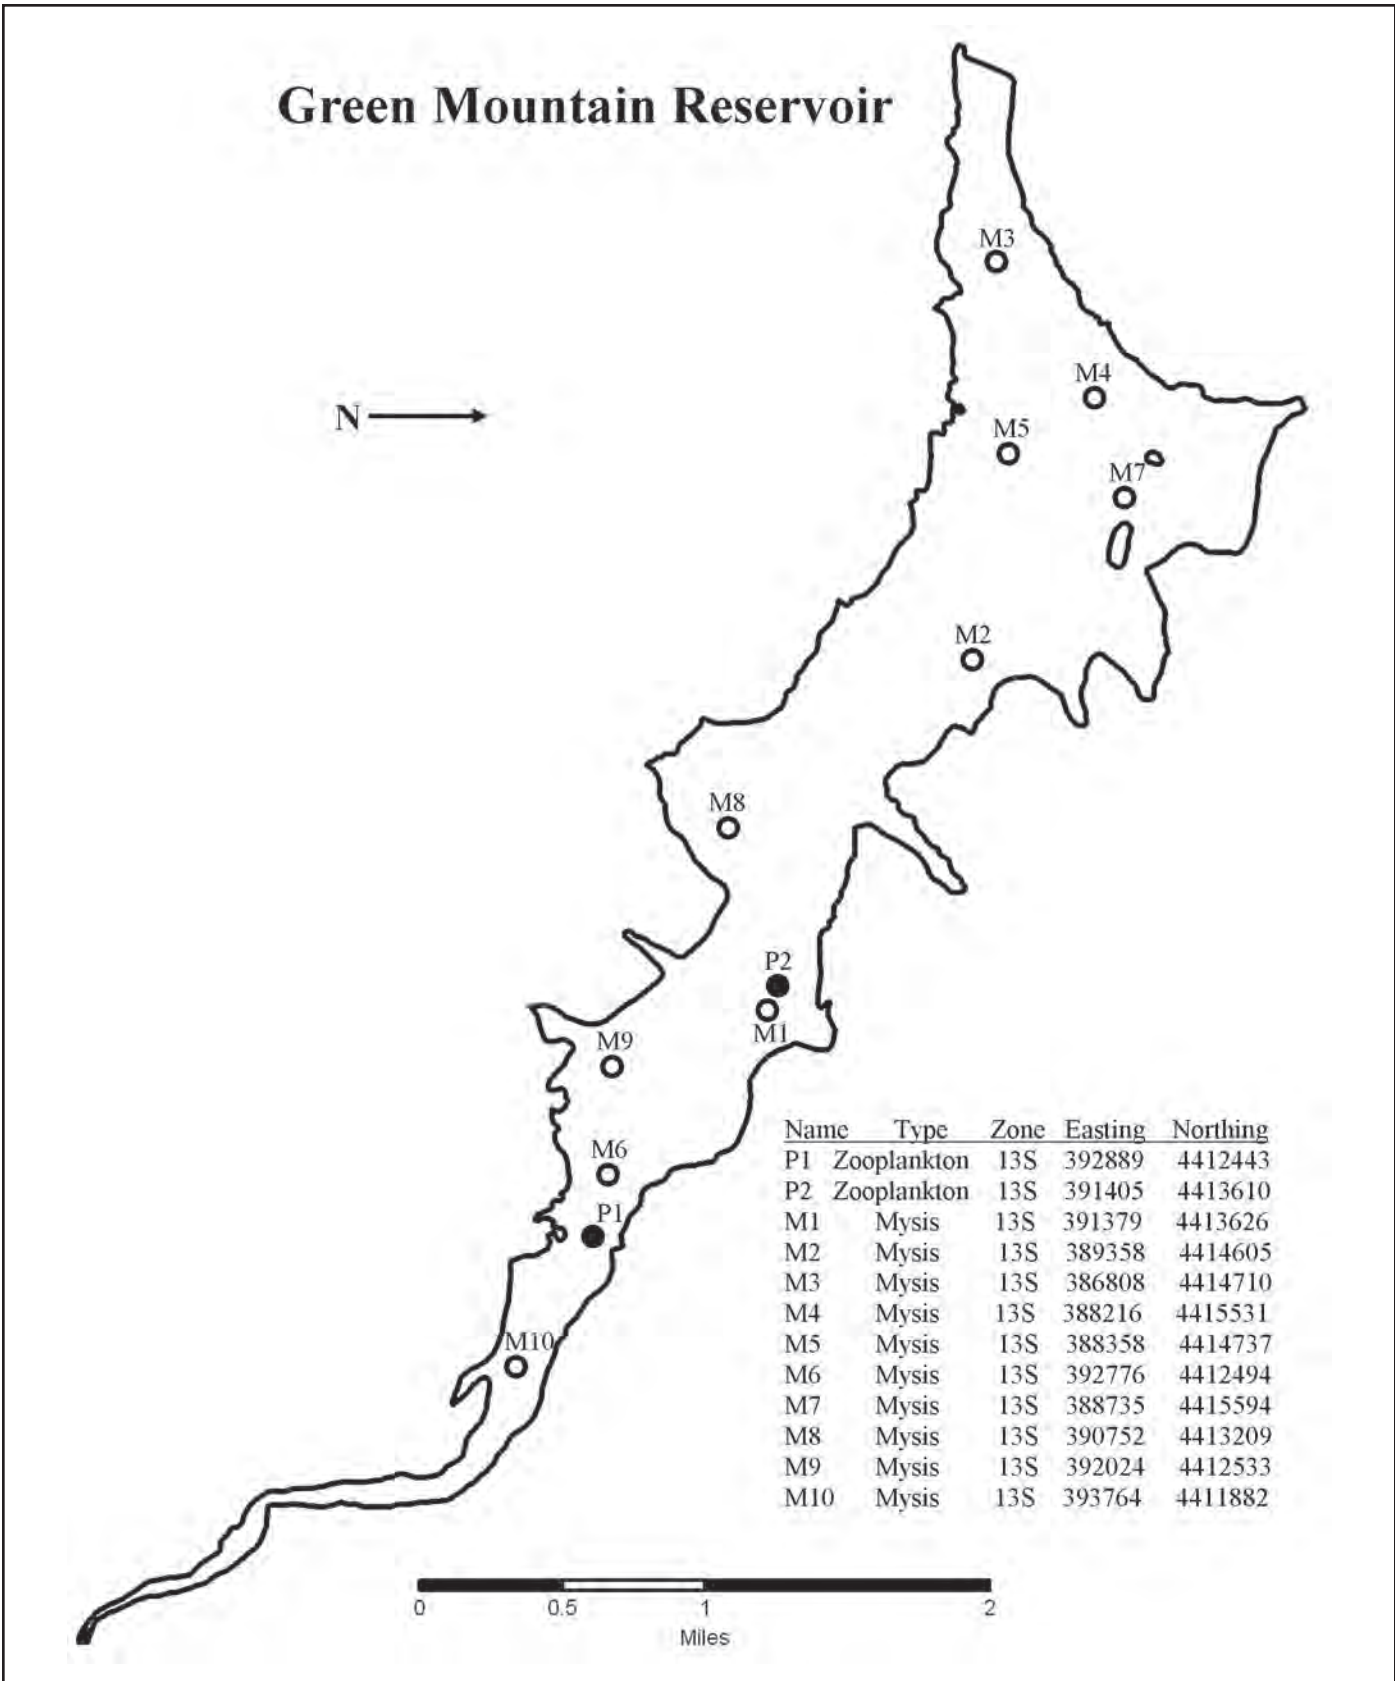 Green Mountain Reservoir
M3
M4
N
M5
M7
M2
M8
P2
M1
M9
M6
P1
M10
Name Type Zone Easting Northing
P1 Zooplankton 13S 392889 4412443
P2 Zooplankton 13S 391405 4413610
M1 Mysis 13S 391379 4413626
M2 Mysis 13S 389358 4414605
M3 Mysis 13S 386808 4414710
M4 Mysis 13S 388216 4415531
M5 Mysis 13S 388358 4414737
M6 Mysis 13S 392776 4412494
M7 Mysis 13S 388735 4415594
M8 Mysis 13S 390752 4413209
M9 Mysis 13S 392024 4412533
M10 Mysis 13S 393764 4411882
0 0.5 1 2
Miles